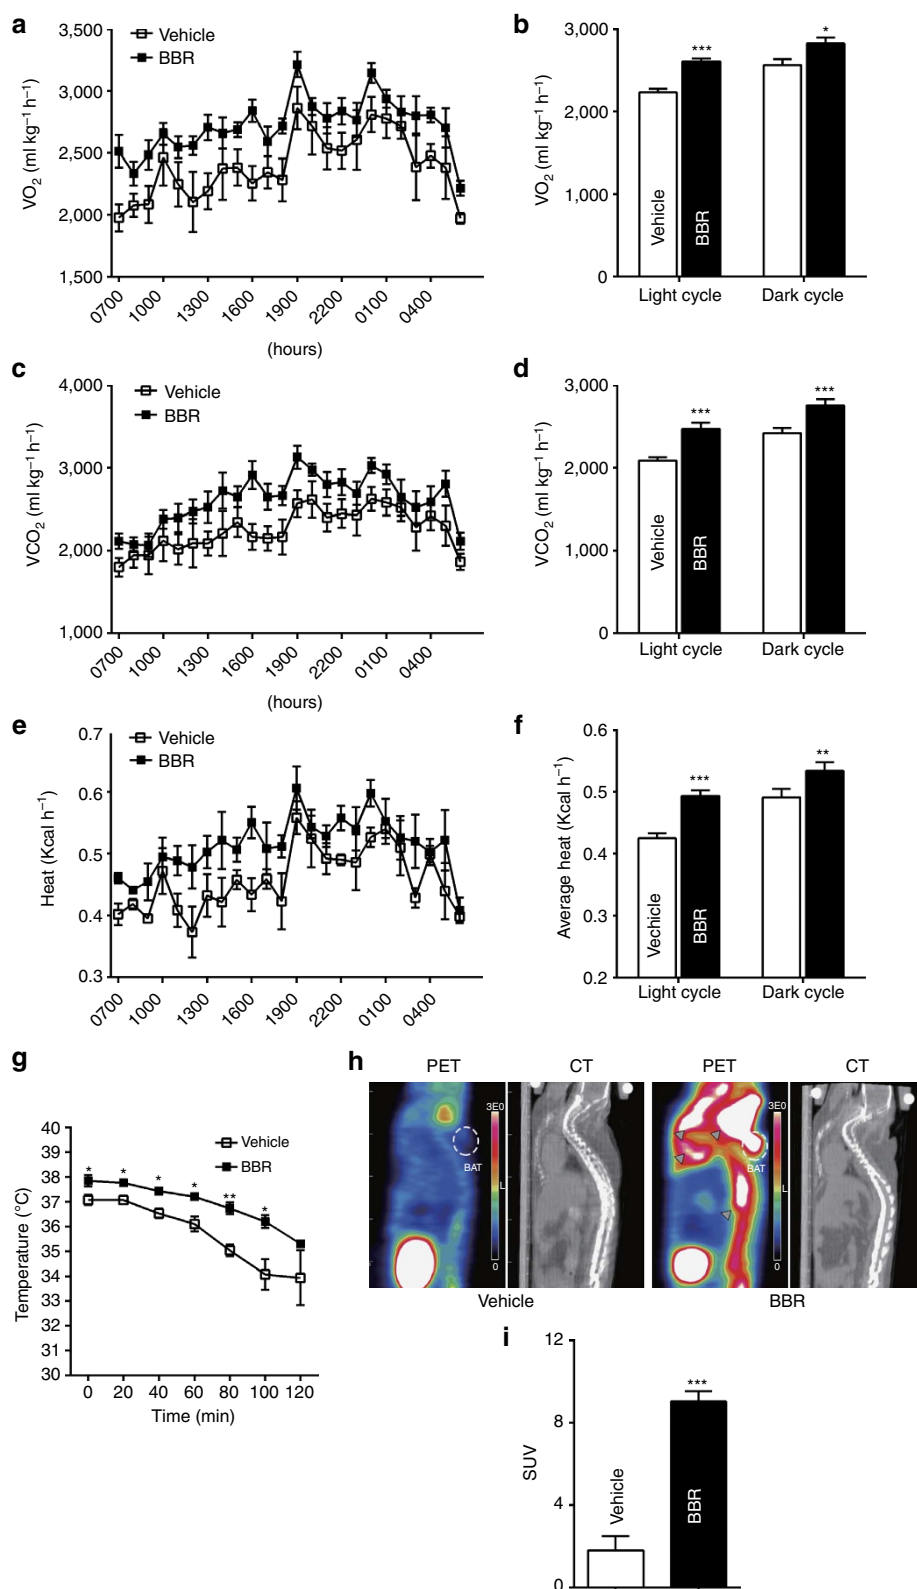 a
3,500
3,000
2,500
2,000
1,500
VO2 (ml kg–1 h–1)
Vehicle
BBR
0700
1000
1300
1600
1900
2200
0100
0400
(hours)
b
3,000
2,000
1,000
0
VO2 (ml kg–1 h–1)
***
*
Vehicle
BBR
Light cycle
Dark cycle
c
4,000
3,000
2,000
1,000
VCO2 (ml kg–1 h–1)
Vehicle
BBR
0700
1000
1300
1600
1900
2200
0100
0400
(hours)
d
3,000
2,000
1,000
0
VCO2 (ml kg–1 h–1)
***
***
Vehicle
BBR
Light cycle
Dark cycle
e
0.7
0.6
0.5
0.4
0.3
Heat (Kcal h–1)
Vehicle
BBR
0700
1000
1300
1600
1900
2200
0100
0400
f
0.6
0.5
0.4
0.3
0.2
Average heat (Kcal h–1)
***
**
Vechicle
BBR
Light cycle
Dark cycle
g
40
39
38
37
36
35
34
33
32
31
30
Temperature (°C)
Vehicle
BBR
*
*
*
*
**
*
0 20 40 60 80 100 120
Time (min)
h
PET CT PET CT
3E0
BAT
L
0
3E0
BAT
L
0
Vehicle
BBR
i
12
8
4
0
SUV
***
Vehicle
BBR